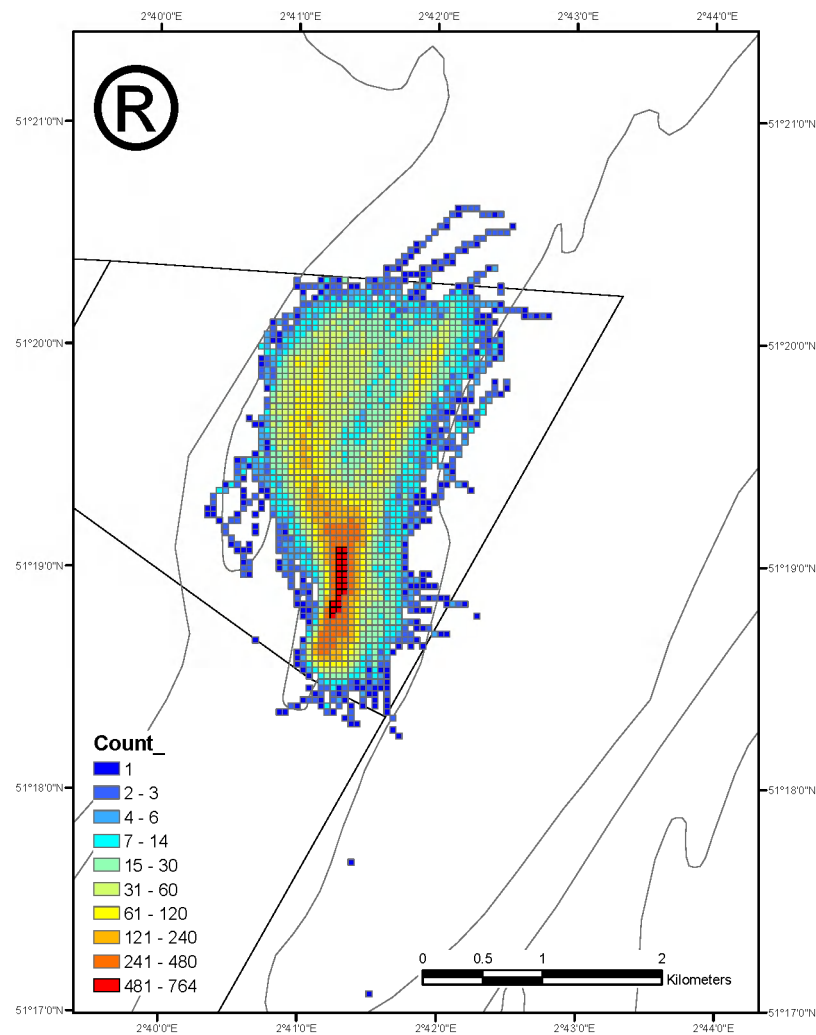 2°40'0"E 2°41'0"E 2°42'0"E 2°43'0"E 2°44'0"E
®
51°21'0"N 51°21'0"N
51°20'0"N 51°20'0"N
51°19'0"N 51°19'0"N
51°18'0"N 51°18'0"N
Count_
1
2 - 3
4 - 6
7 - 14
15 - 30
31 - 60
61 - 120
121 - 240
241 - 480
481 - 764
0 0.5 1 2
Kilometers
51°17'0"N 51°17'0"N
2°40'0"E 2°41'0"E 2°42'0"E 2°43'0"E 2°44'0"E